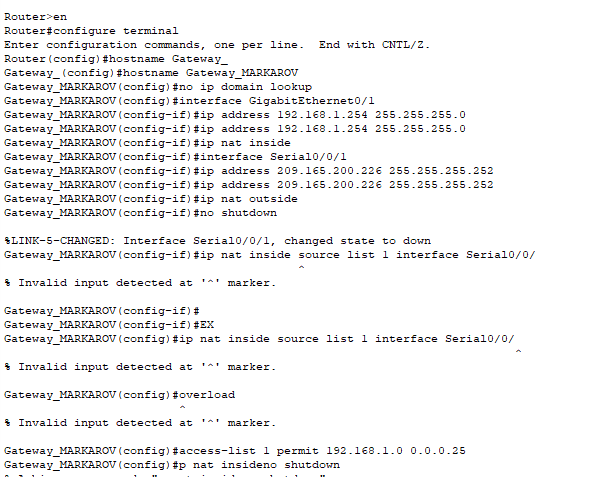 Router>en
Router#configure terminal
Enter configuration commands, one per line.  End with CNTL/Z.
Router(config)#hostname Gateway_
Gateway_(config)#hostname Gateway_MARKAROV
Gateway_MARKAROV(config)#no ip domain lookup
Gateway_MARKAROV(config)#interface GigabitEthernet0/1
Gateway_MARKAROV(config-if)#ip address 192.168.1.254 255.255.255.0
Gateway_MARKAROV(config-if)#ip address 192.168.1.254 255.255.255.0
Gateway_MARKAROV(config-if)#ip nat inside
Gateway_MARKAROV(config-if)#interface Serial0/0/1
Gateway_MARKAROV(config-if)#ip address 209.165.200.226 255.255.255.252
Gateway_MARKAROV(config-if)#ip address 209.165.200.226 255.255.255.252
Gateway_MARKAROV(config-if)#ip nat outside
Gateway_MARKAROV(config-if)#no shutdown
%LINK-5-CHANGED: Interface Serial0/0/1, changed state to down
Gateway_MARKAROV(config-if)#ip nat inside source list 1 interface Serial0/0/
^
% Invalid input detected at '^' marker.
Gateway_MARKAROV(config-if)#
Gateway_MARKAROV(config-if)#EX
Gateway_MARKAROV(config)#ip nat inside source list 1 interface Serial0/0/
^
% Invalid input detected at '^' marker.
Gateway_MARKAROV(config)#overload
^
% Invalid input detected at '^' marker.
Gateway_MARKAROV(config)#access-list 1 permit 192.168.1.0 0.0.0.25
Gateway_MARKAROV(config)#p nat insideno shutdown